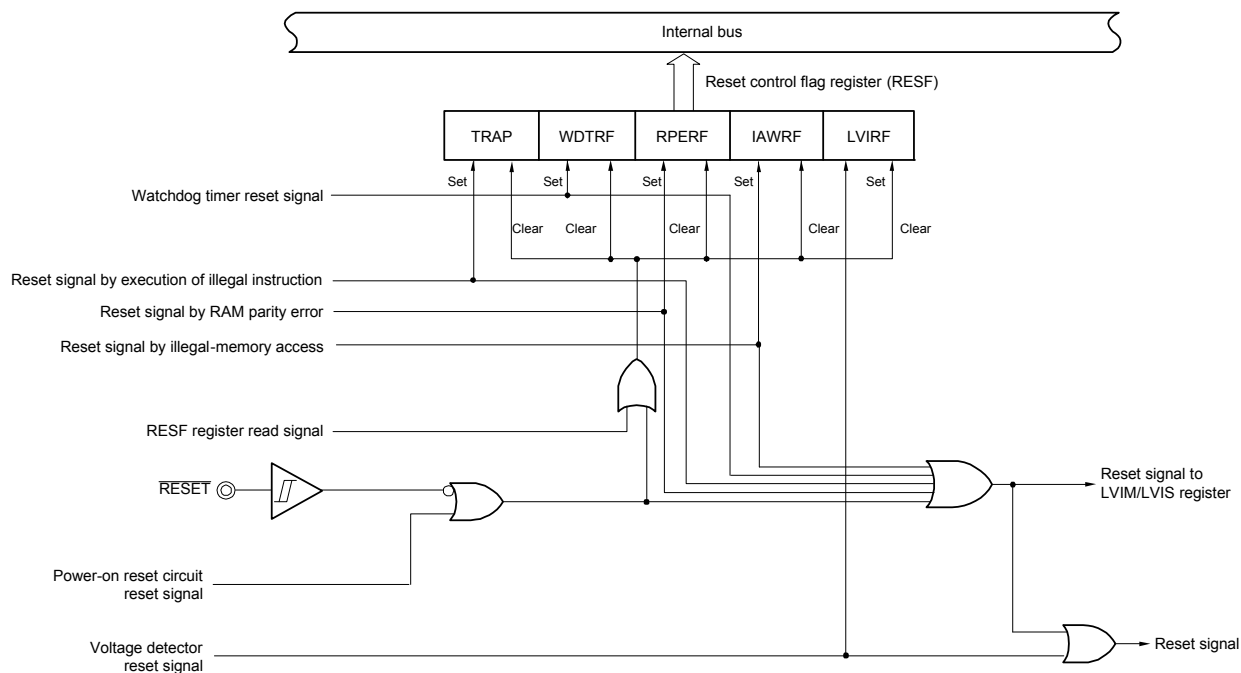 Internal bus
Reset control flag register (RESF)
TRAP WDTRF RPERF IAWRF LVIRF
Set Set Set Set Set
Watchdog timer reset signal
Clear Clear Clear Clear Clear
Reset signal by execution of illegal instruction
Reset signal by RAM parity error
Reset signal by illegal-memory access
RESF register read signal
RESET
Reset signal to
LVIM/LVIS register
Power-on reset circuit
reset signal
Voltage detector
reset signal
Reset signal